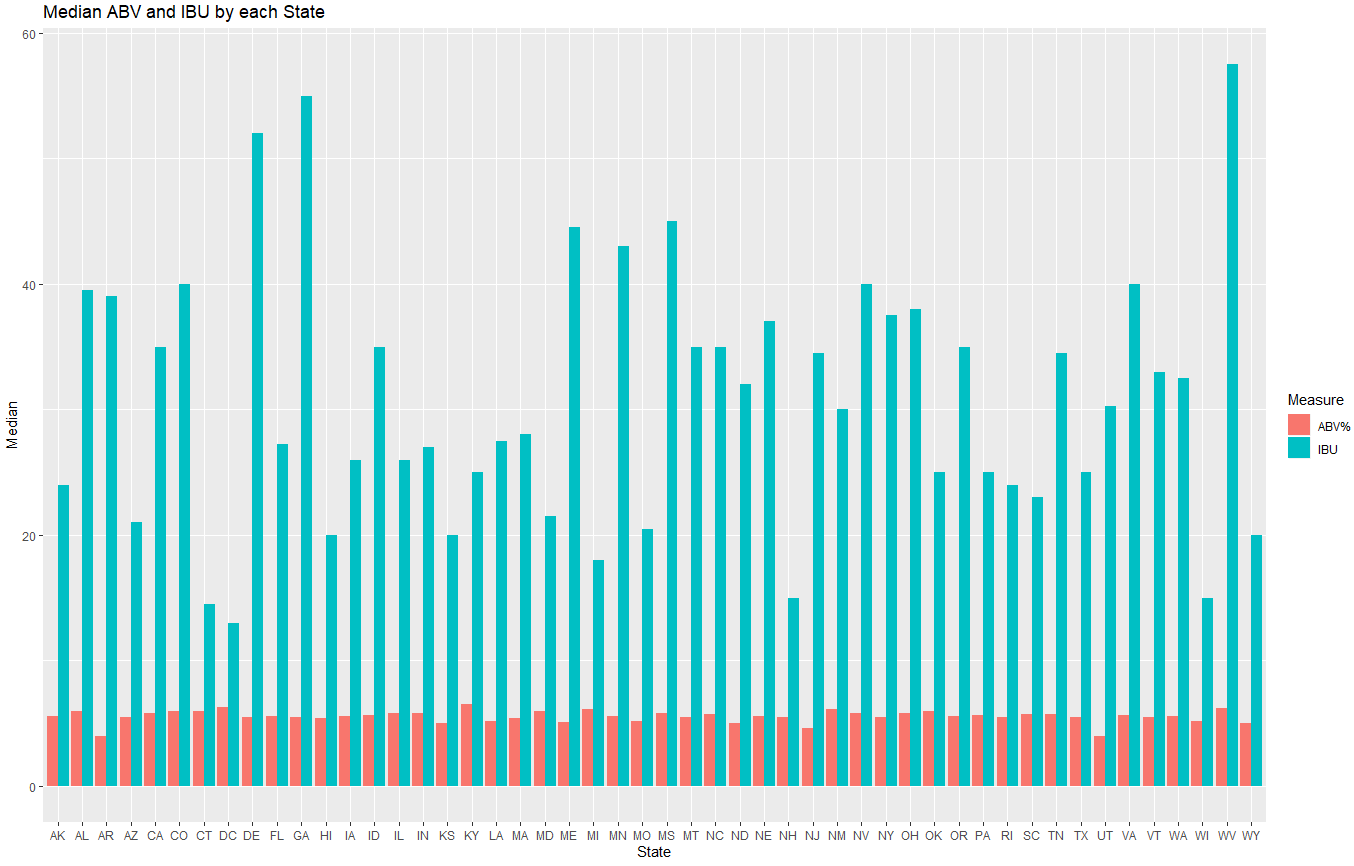 Median ABV and IBU by each State
60
40
20
0
Median
AK AL AR AZ CA CO CT DC DE FL GA HI IA ID IL IN KS KY LA MA MD ME MI MN MO MS MT NC ND NE NH NJ NM NV NY OH OK OR PA RI SC TN TX UT VA VT WA WI WV WY
State
Measure
ABV%
IBU